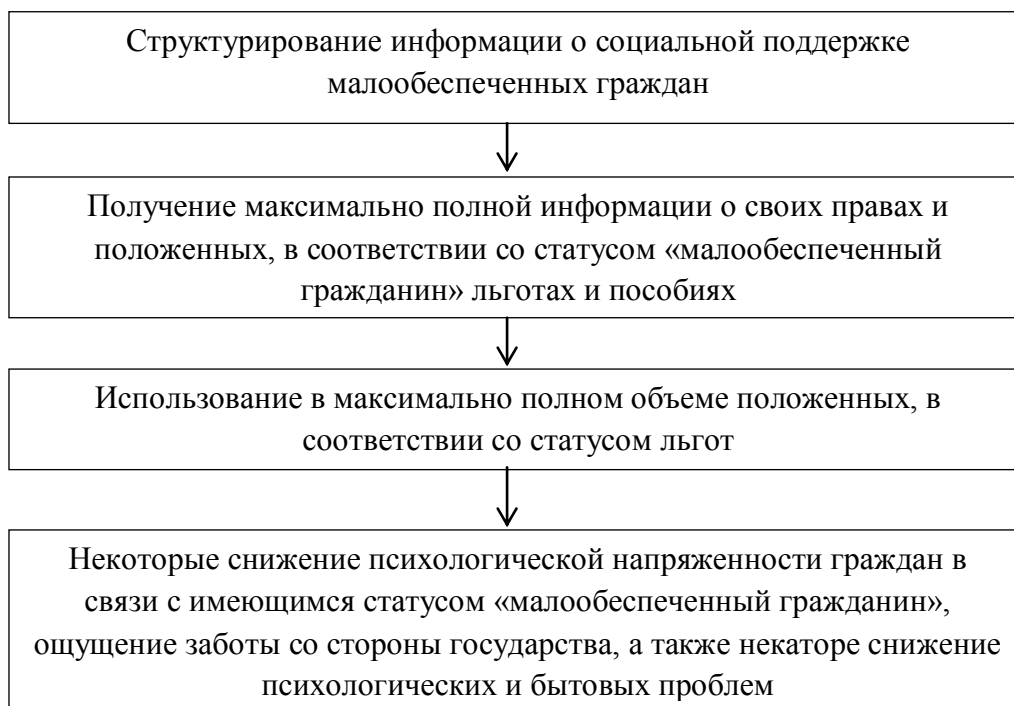 Структурирование информации о социальной поддержке
малообеспеченных граждан
Получение максимально полной информации о своих правах и
положенных, в соответствии со статусом «малообеспеченный
гражданин» льготах и пособиях
Использование в максимально полном объеме положенных, в
соответствии со статусом льгот
Некоторые снижение психологической напряженности граждан в
связи с имеющимся статусом «малообеспеченный гражданин»,
ощущение заботы со стороны государства, а также некаторе снижение
психологических и бытовых проблем